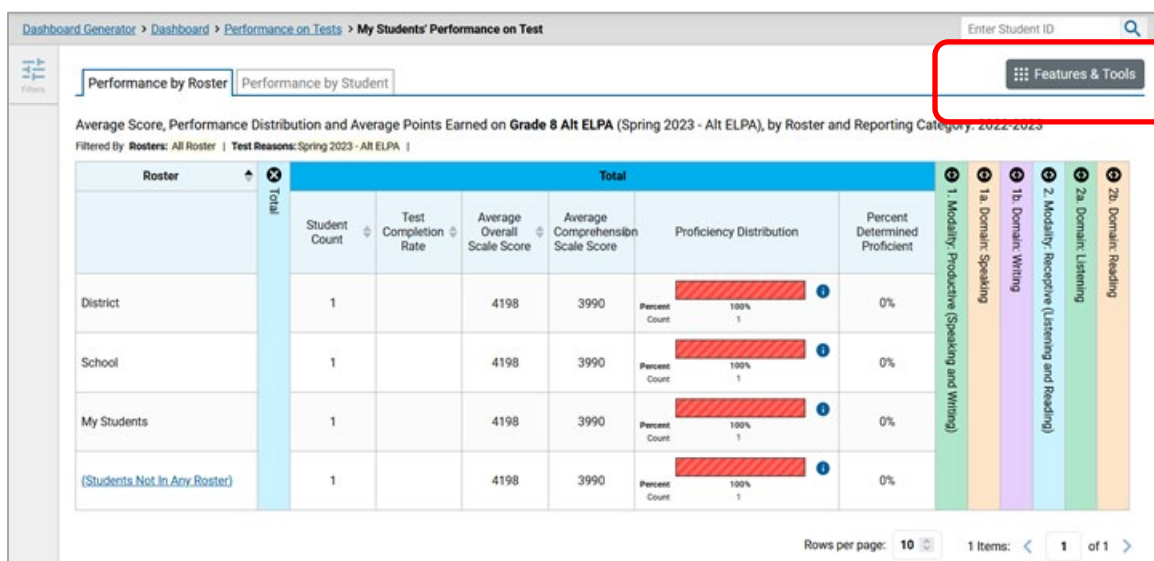 Dashboard Generator > Dashboard > Performance on Tests > My Students' Performance on Test
Enter Student ID
Filters
Performance by Roster
Performance by Student
Features & Tools
Average Score, Performance Distribution and Average Points Earned on Grade 8 Alt ELPA (Spring 2023 - Alt ELPA), by Roster and Reporting Category: 2022-2023
Filtered By Rosters: All Roster | Test Reasons: Spring 2023 - Alt ELPA |
Roster
Total
Total
Student Count
Test Completion Rate
Average Overall Scale Score
Average Comprehension Scale Score
Proficiency Distribution
Percent Determined Proficient
1. Modality: Productive (Speaking and Writing)
1a. Domain: Speaking
1b. Domain: Writing
2. Modality: Receptive (Listening and Reading)
2a. Domain: Listening
2b. Domain: Reading
District 1 4198 3990 Percent 100% 0%
Count 1
School 1 4198 3990 Percent 100% 0%
Count 1
My Students 1 4198 3990 Percent 100% 0%
Count 1
(Students Not In Any Roster) 1 4198 3990 Percent 100% 0%
Count 1
Rows per page: 10 1 Items: < 1 of 1 >